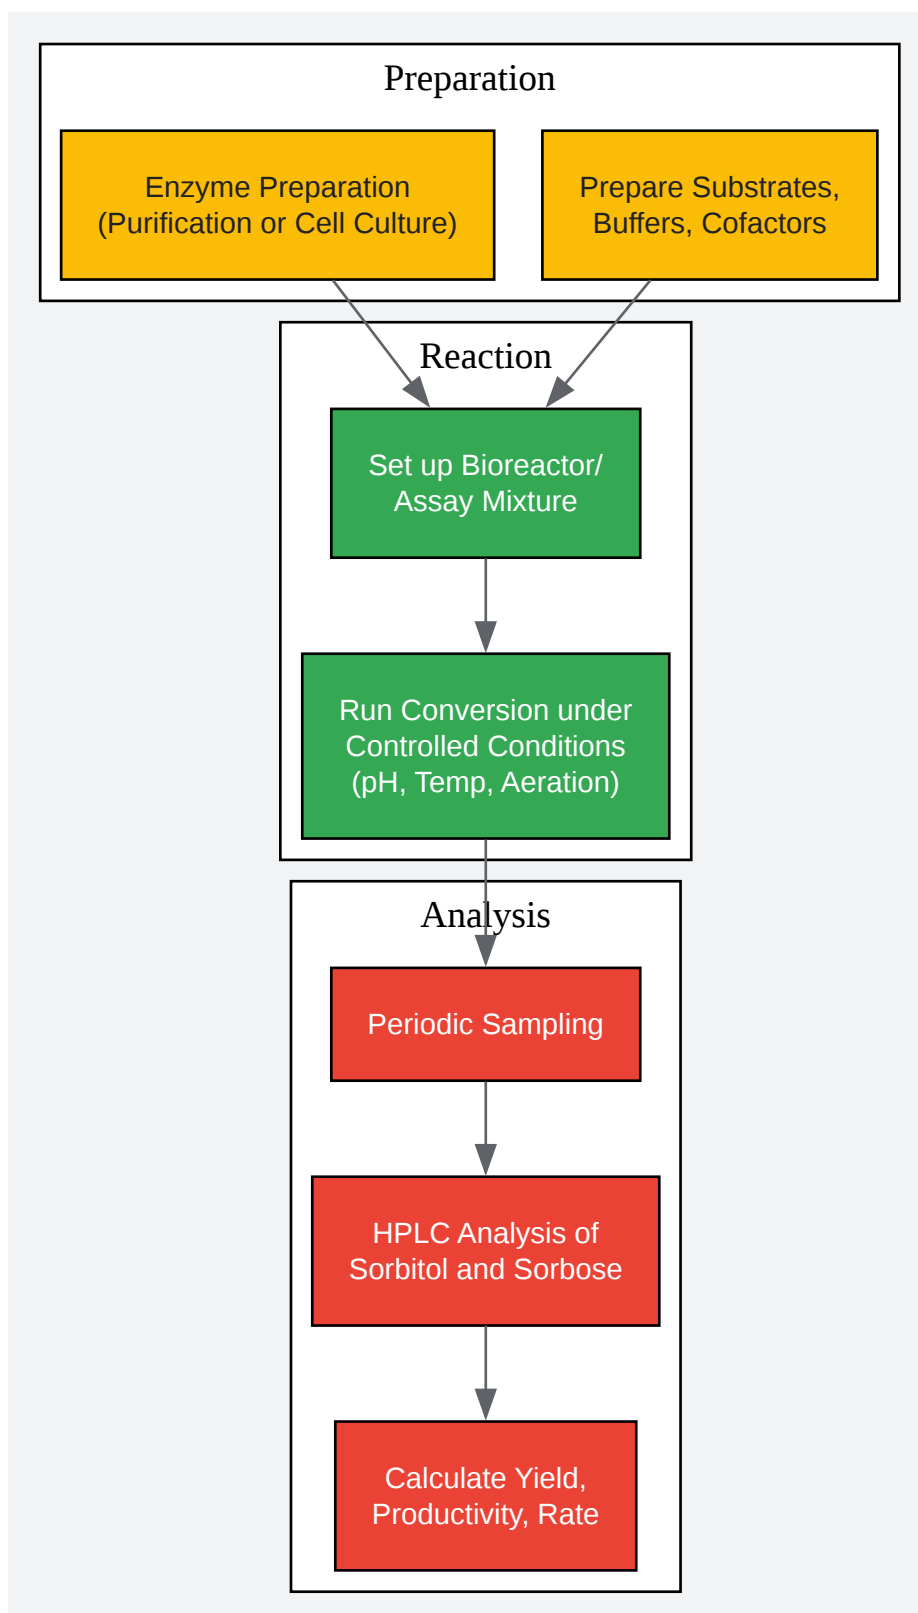 Preparation
Enzyme Preparation
(Purification or Cell Culture)
Prepare Substrates,
Buffers, Cofactors
Reaction
Set up Bioreactor/
Assay Mixture
Run Conversion under
Controlled Conditions
(pH, Temp, Aeration)
Analysis
Periodic Sampling
HPLC Analysis of
Sorbitol and Sorbose
Calculate Yield,
Productivity, Rate